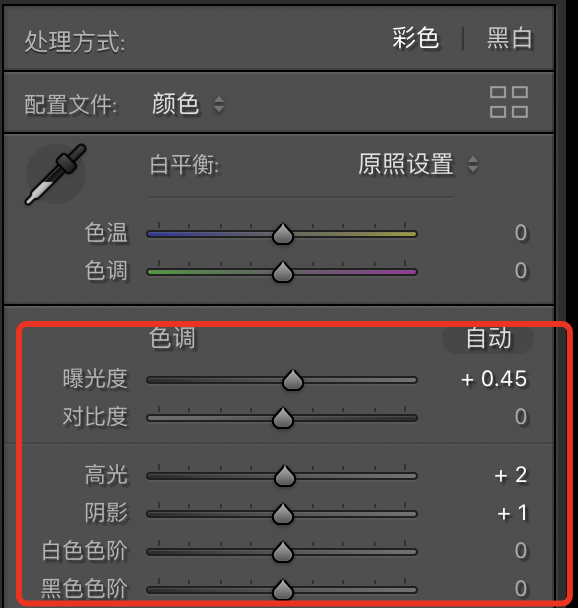 处理方式: 彩色 黑白
配置文件: 颜色
白平衡: 原照设置
色温 0
色调 0
色调 自动
曝光度 + 0.45
对比度 0
高光 + 2
阴影 + 1
白色色阶 0
黑色色阶 0